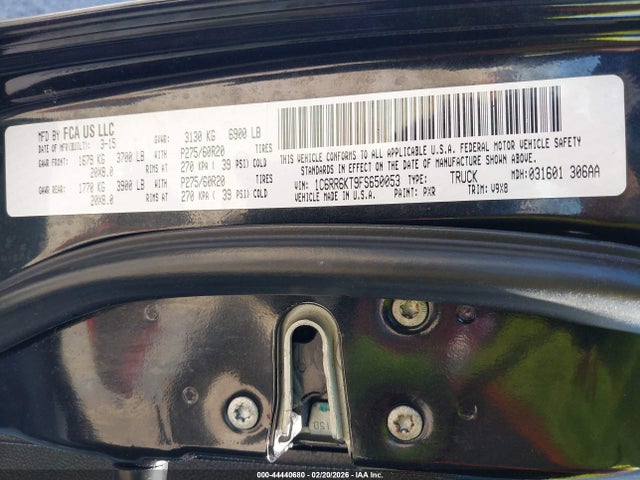 MFD BY FCA US LLC
DATE OF MFR/BUILT): 3-15 GVWR: 3130 KG 6900 LB
GAWR FRONT: 1679 KG 3700 LB P275/60R20 TIRES
20X8.0 RIMS AT 270 KPA ( 39 PSI) COLD
GAWR REAR: 1770 KG 3900 LB P275/60R20 TIRES
20X8.0 RIMS AT 270 KPA ( 39 PSI) COLD
THIS VEHICLE CONFORMS TO ALL APPLICABLE U.S.A. FEDERAL MOTOR VEHICLE SAFETY
STANDARDS IN EFFECT ON THE DATE OF MANUFACTURE SHOWN ABOVE.
VIN: 1C6RR6KT9FS650053 TYPE: TRUCK MDH: 031601 306AA
VEHICLE MADE IN U.S.A. PAINT: PXR TRIM: V9X8
150
000-44440680 - 02/20/2026 - IAA Holdings, LLC